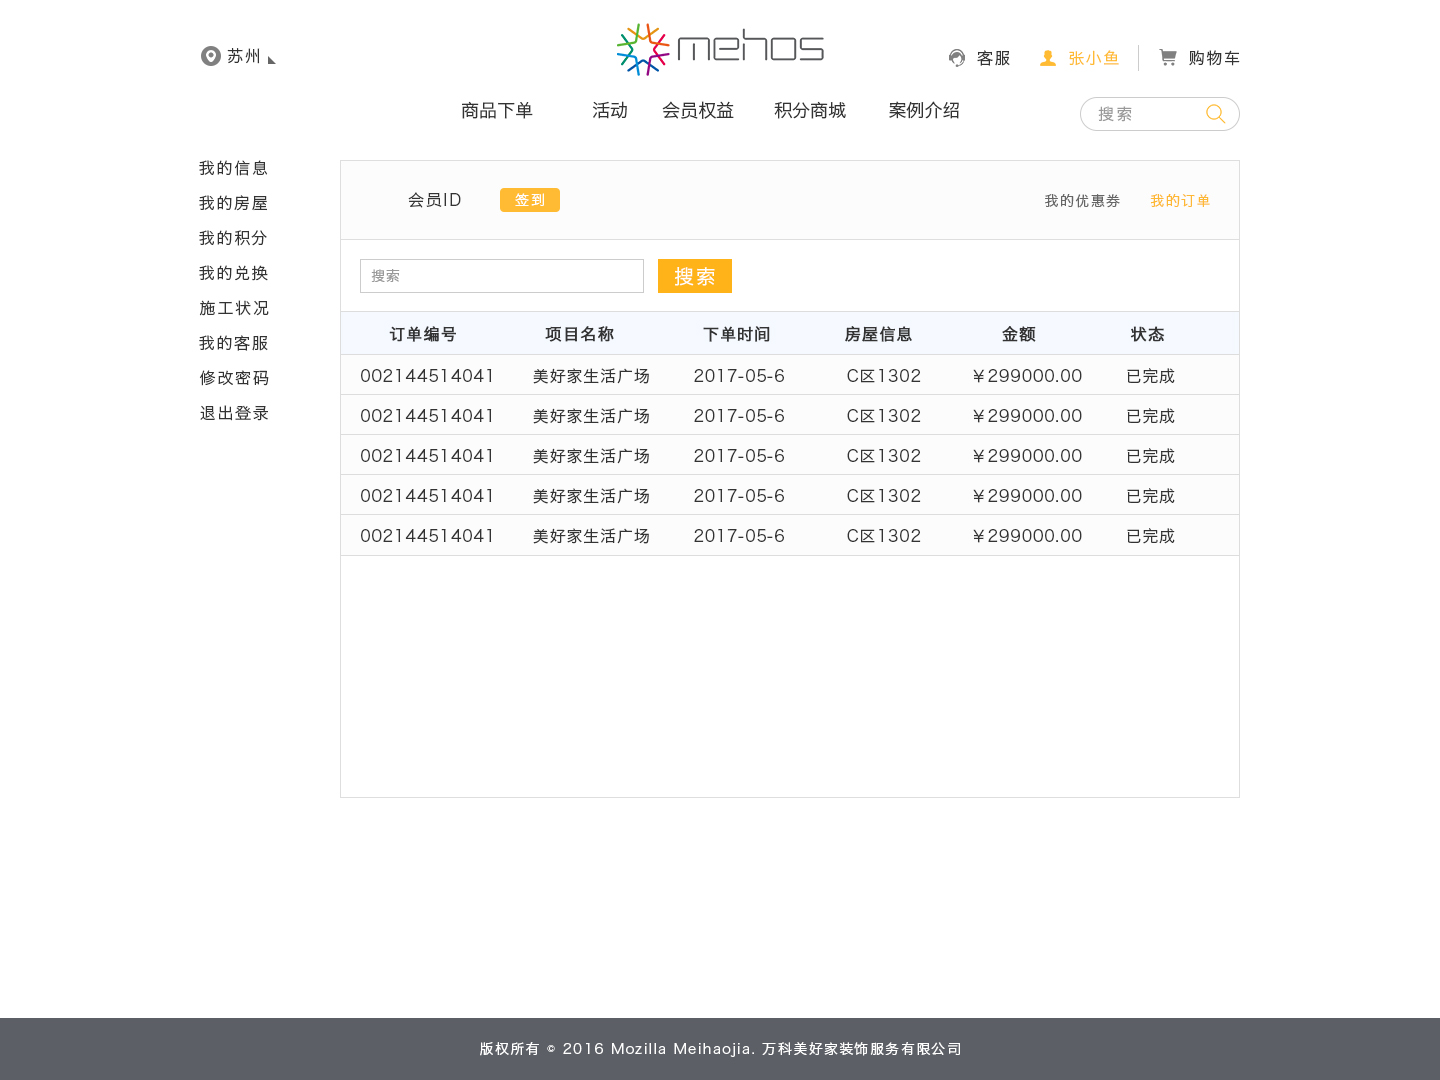 苏州
mehos
客服 张小鱼 购物车
商品下单 活动 会员权益 积分商城 案例介绍
搜索
我的信息
我的房屋
我的积分
我的兑换
施工状况
我的客服
修改密码
退出登录
会员ID 签到 我的优惠券 我的订单
搜索 搜索
订单编号 项目名称 下单时间 房屋信息 金额 状态
002144514041 美好家生活广场 2017-05-6 C区1302 ￥299000.00 已完成
002144514041 美好家生活广场 2017-05-6 C区1302 ￥299000.00 已完成
002144514041 美好家生活广场 2017-05-6 C区1302 ￥299000.00 已完成
002144514041 美好家生活广场 2017-05-6 C区1302 ￥299000.00 已完成
002144514041 美好家生活广场 2017-05-6 C区1302 ￥299000.00 已完成
版权所有 © 2016 Mozilla Meihaojia. 万科美好家装饰服务有限公司